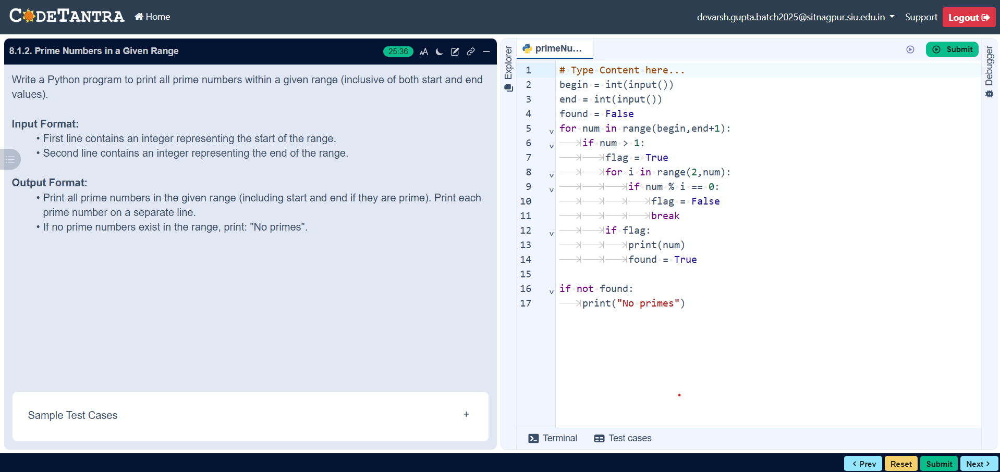 CODETANTRA
Home
devarsh.gupta.batch2025@sitnagpur.siu.edu.in
Support
Logout
8.1.2. Prime Numbers in a Given Range
25:36
AA
Write a Python program to print all prime numbers within a given range (inclusive of both start and end
values).
Input Format:
• First line contains an integer representing the start of the range.
• Second line contains an integer representing the end of the range.
Output Format:
• Print all prime numbers in the given range (including start and end if they are prime). Print each
prime number on a separate line.
• If no prime numbers exist in the range, print: "No primes".
Sample Test Cases
+
Explorer
primeNu...
Submit
Debugger
1 # Type Content here...
2 begin = int(input())
3 end = int(input())
4 found = False
5 for num in range(begin,end+1):
6 if num > 1:
7 flag = True
8 for i in range(2,num):
9 if num % i == 0:
10 flag = False
11 break
12 if flag:
13 print(num)
14 found = True
15
16 if not found:
17 print("No primes")
Terminal
Test cases
< Prev
Reset
Submit
Next >